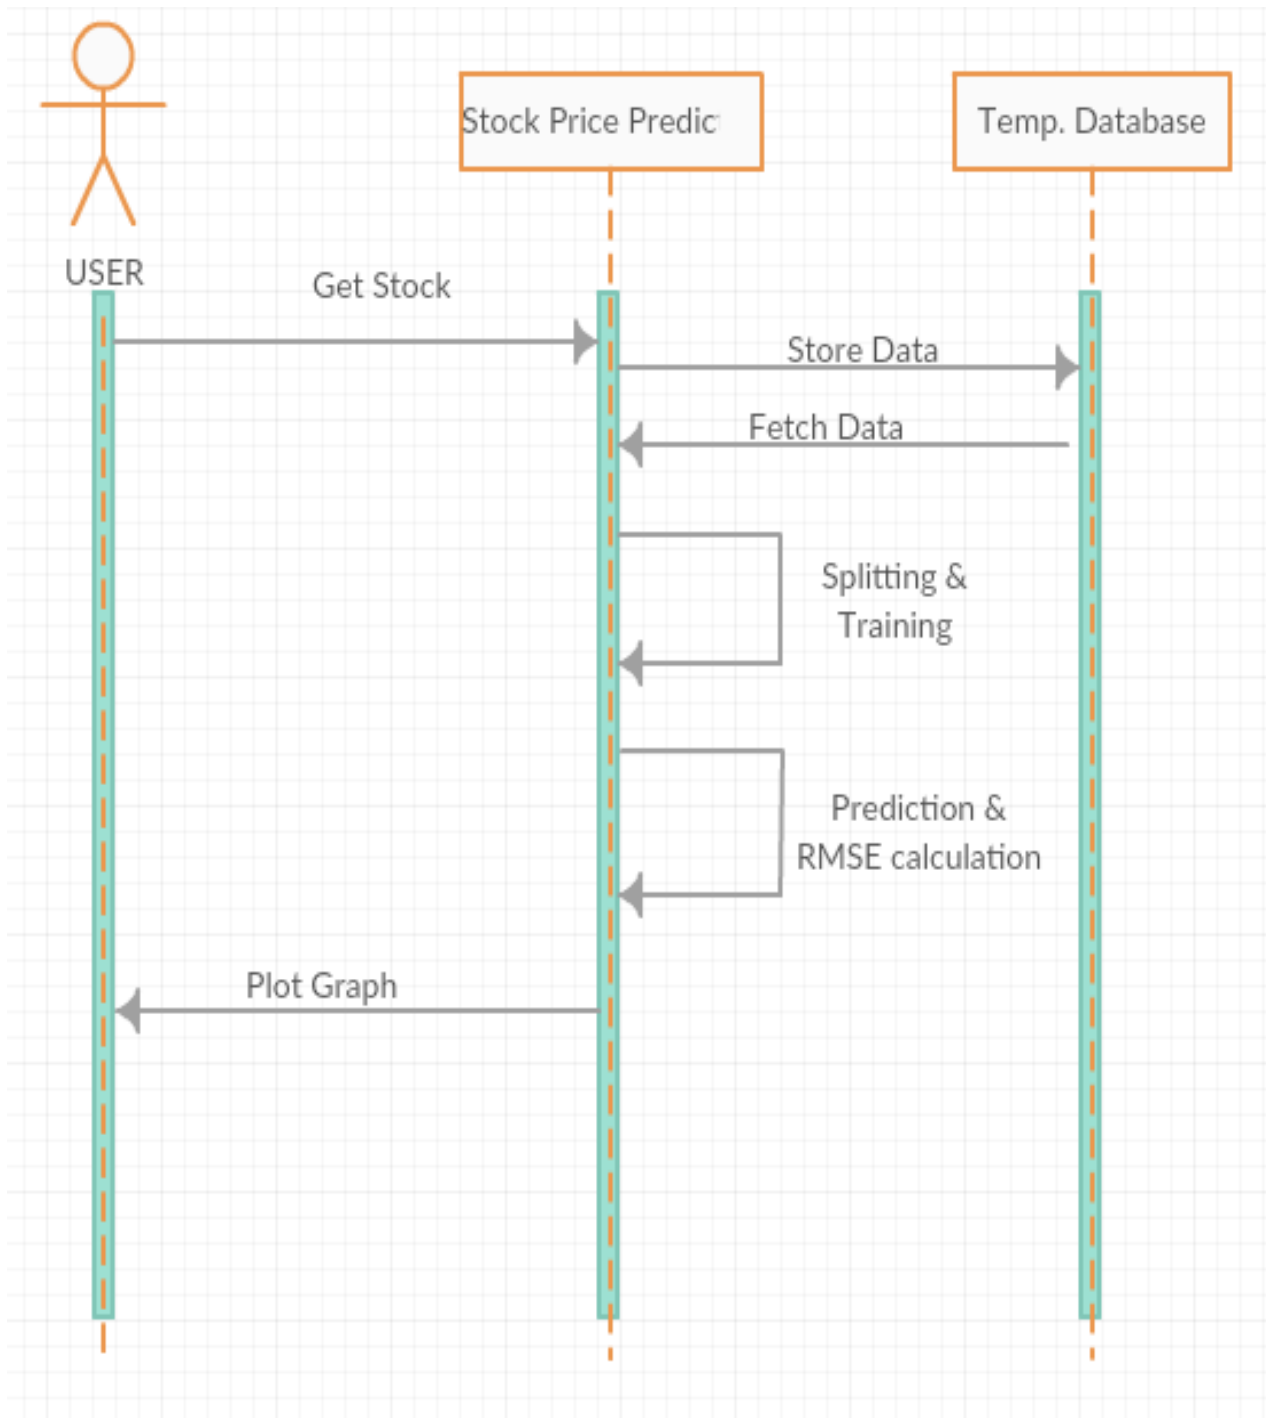 Stock Price Predic
Temp. Database
USER
Get Stock
Store Data
Fetch Data
Splitting &
Training
Prediction &
RMSE calculation
Plot Graph